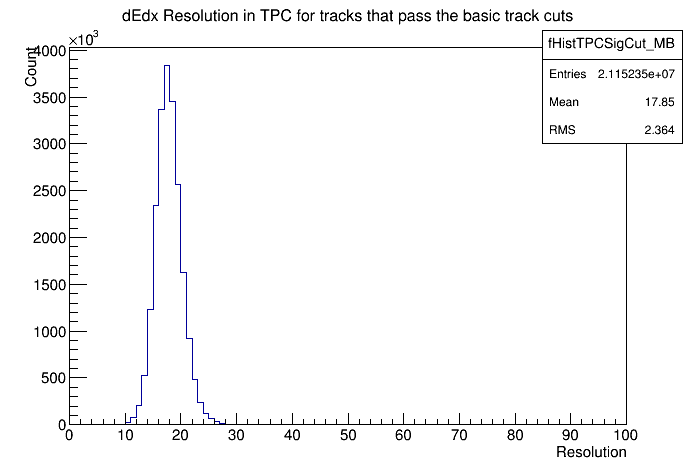 dEdx Resolution in TPC for tracks that pass the basic track cuts
×10³
Count
fHistTPCSigCut_MB
Entries 2.115235e+07
Mean 17.85
RMS 2.364
4000
3500
3000
2500
2000
1500
1000
500
0
0 10 20 30 40 50 60 70 80 90 100
Resolution